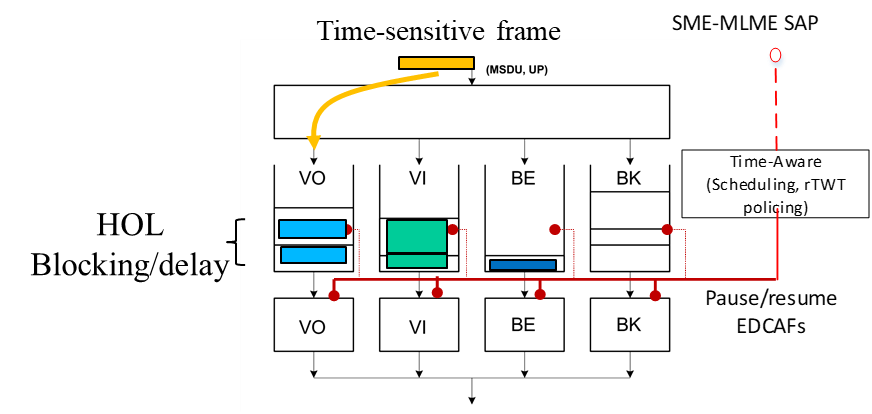 Time-sensitive frame
SME-MLME SAP
(MSDU, UP)
VO
VI
BE
BK
Time-Aware
(Scheduling, rTWT
policing)
HOL
Blocking/delay
Pause/resume
EDCAFs
VO
VI
BE
BK